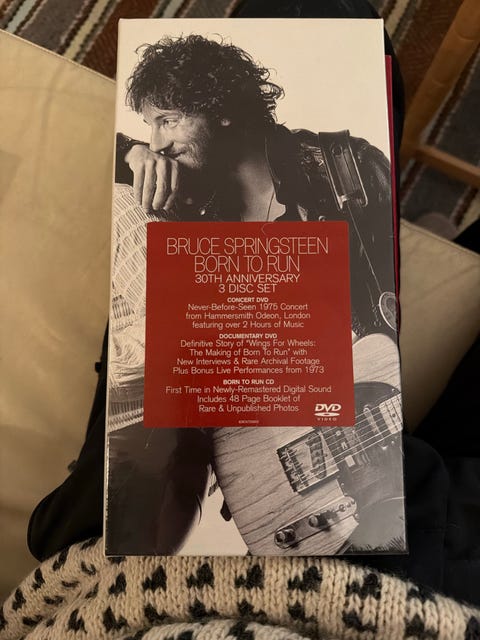 BRUCE SPRINGSTEEN
BORN TO RUN
30TH ANNIVERSARY
3 DISC SET
CONCERT DVD
Never-Before-Seen 1975 Concert
from Hammersmith Odeon, London
featuring over 2 Hours of Music
DOCUMENTARY DVD
Definitive Story of "Wings For Wheels:
The Making of Born To Run" with
New Interviews & Rare Archival Footage
Plus Bonus Live Performances from 1973
BORN TO RUN CD
First Time in Newly-Remastered Digital Sound
Includes 48 Page Booklet of
Rare & Unpublished Photos
DVD
VIDEO